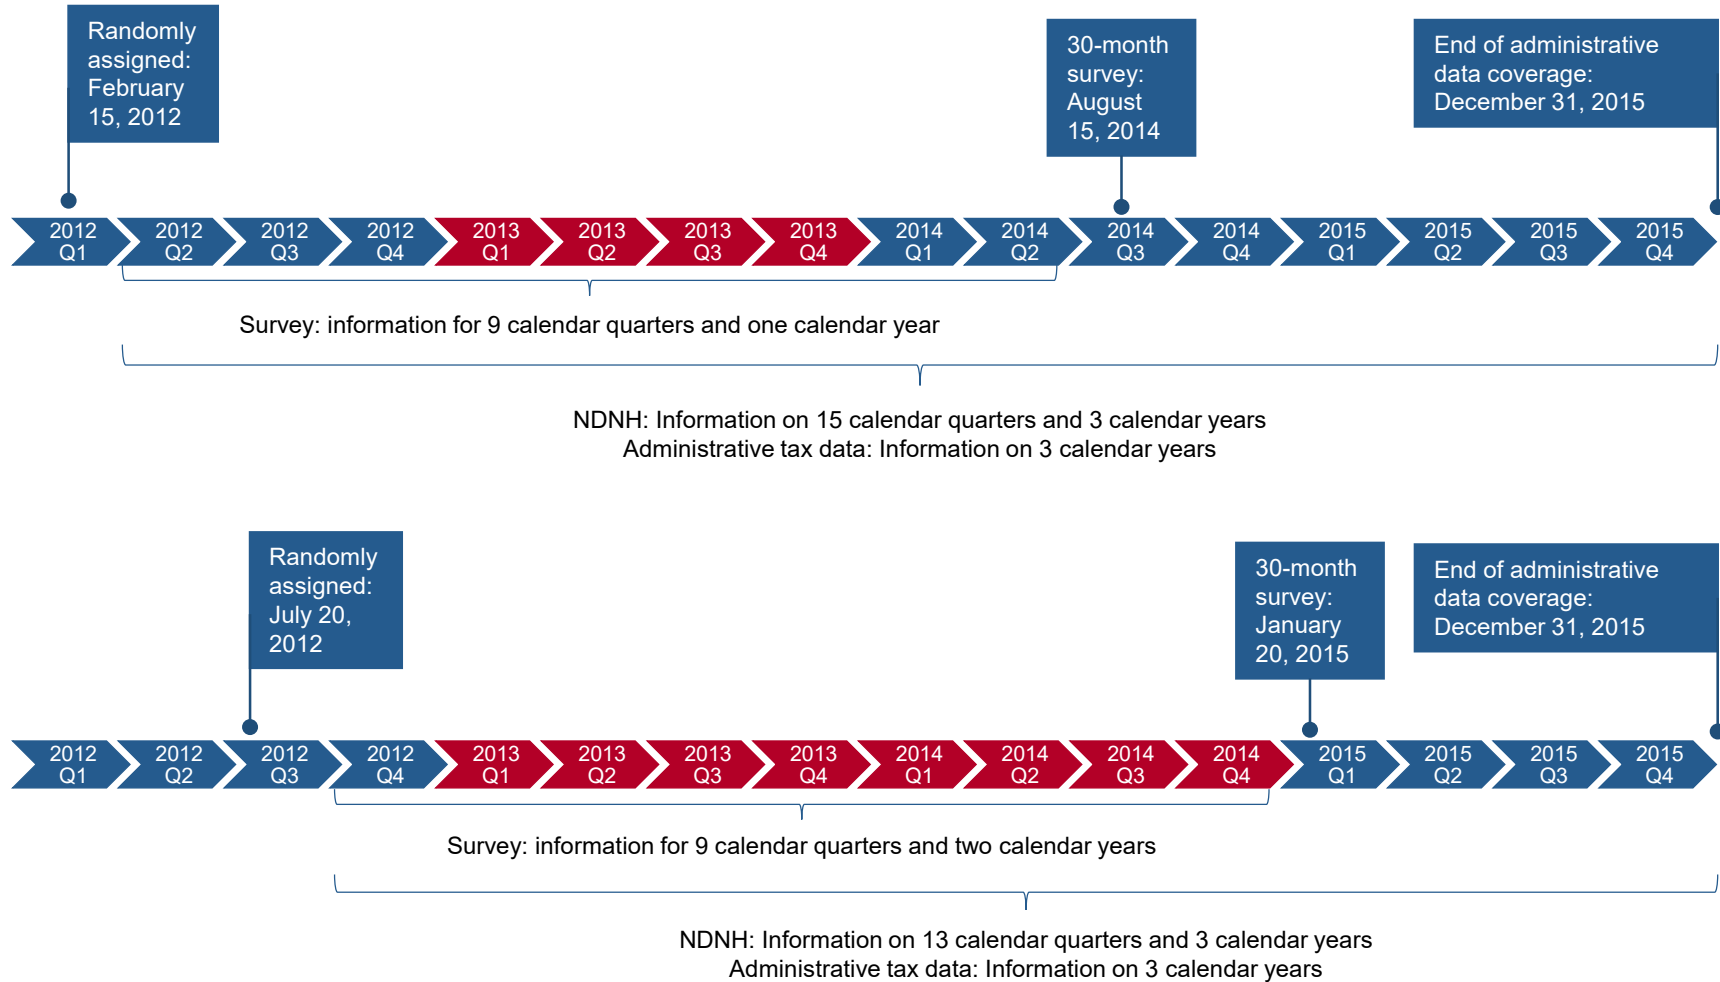 Randomly
assigned:
February
15, 2012
30-month
survey:
August
15, 2014
End of administrative
data coverage:
December 31, 2015
2012
Q1
2012
Q2
2012
Q3
2012
Q4
2013
Q1
2013
Q2
2013
Q3
2013
Q4
2014
Q1
2014
Q2
2014
Q3
2014
Q4
2015
Q1
2015
Q2
2015
Q3
2015
Q4
Survey: information for 9 calendar quarters and one calendar year
NDNH: Information on 15 calendar quarters and 3 calendar years
Administrative tax data: Information on 3 calendar years
Randomly
assigned:
July 20,
2012
30-month
survey:
January
20, 2015
End of administrative
data coverage:
December 31, 2015
2012
Q1
2012
Q2
2012
Q3
2012
Q4
2013
Q1
2013
Q2
2013
Q3
2013
Q4
2014
Q1
2014
Q2
2014
Q3
2014
Q4
2015
Q1
2015
Q2
2015
Q3
2015
Q4
Survey: information for 9 calendar quarters and two calendar years
NDNH: Information on 13 calendar quarters and 3 calendar years
Administrative tax data: Information on 3 calendar years